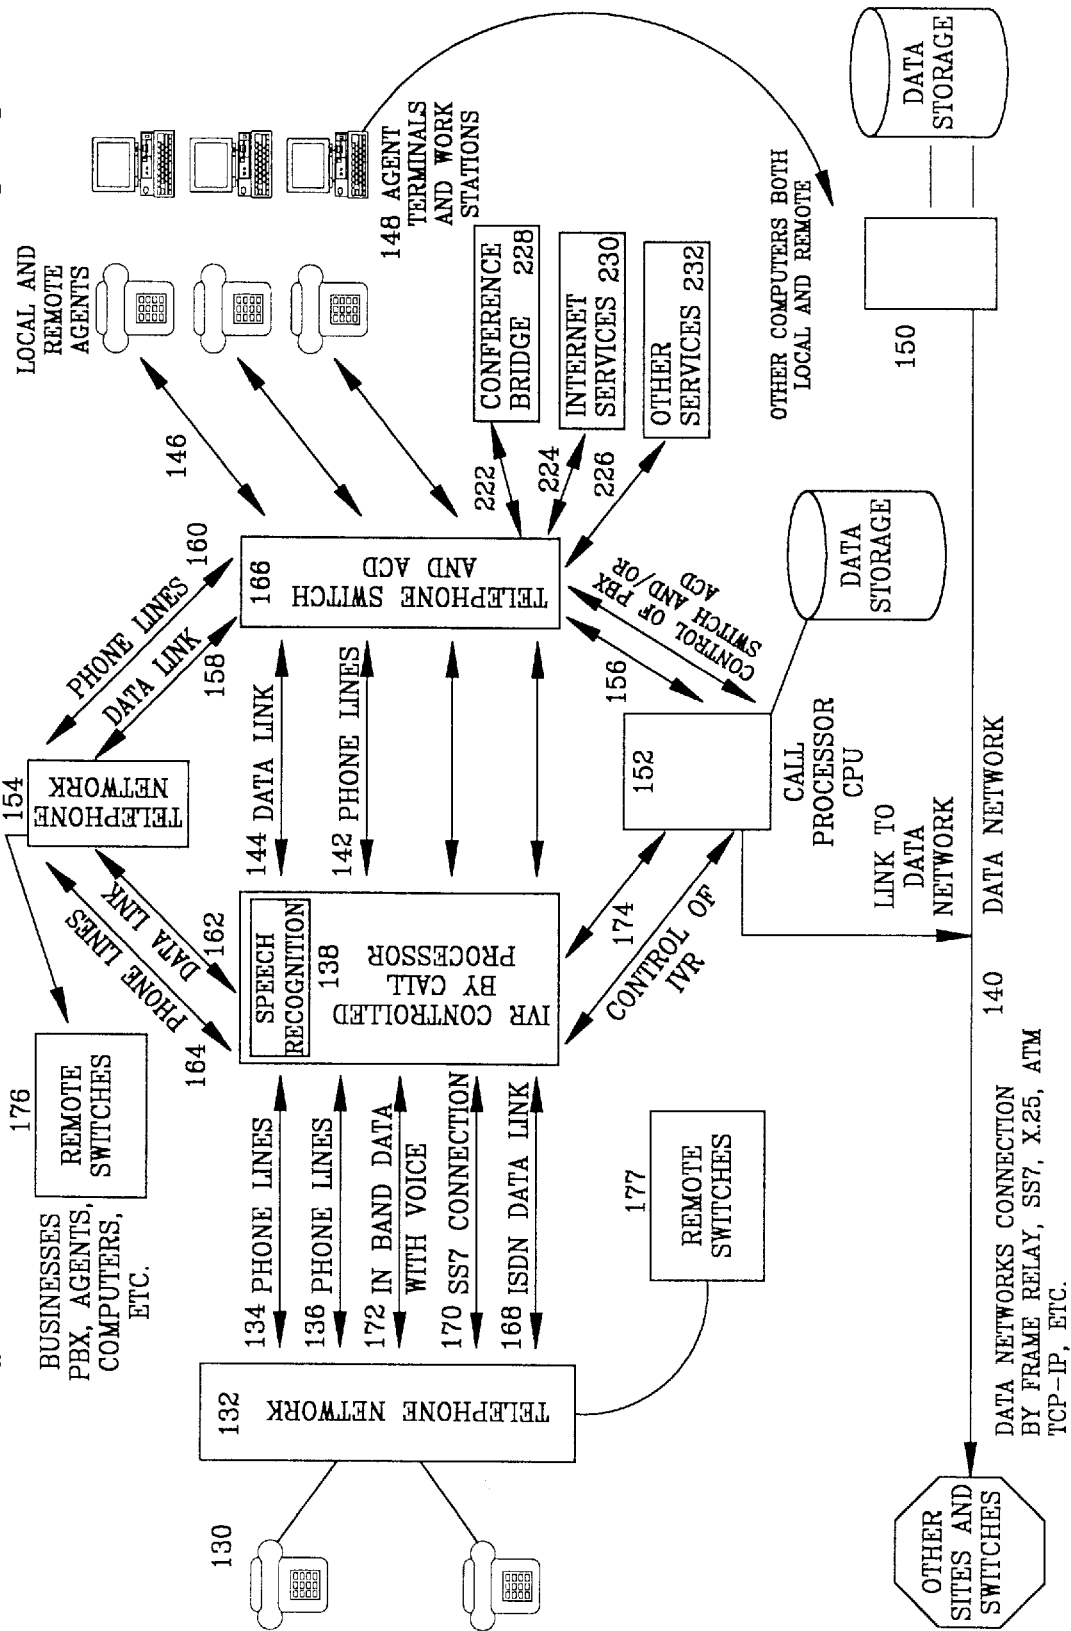 LOCAL AND
REMOTE
AGENTS
148 AGENT
TERMINALS
AND WORK
STATIONS
146
160
PHONE LINES
DATA LINK
158
154
TELEPHONE
NETWORK
PHONE LINES
DATA LINK
162
164
176
REMOTE
SWITCHES
BUSINESSES
PBX, AGENTS,
COMPUTERS,
ETC.
166
TELEPHONE SWITCH
AND ACD
CONFERENCE
BRIDGE 228
INTERNET
SERVICES 230
OTHER
SERVICES 232
222
224
226
144 DATA LINK
142 PHONE LINES
SPEECH
RECOGNITION
138
IVR CONTROLLED
BY CALL
PROCESSOR
134 PHONE LINES
136 PHONE LINES
172 IN BAND DATA
WITH VOICE
170 SS7 CONNECTION
168 ISDN DATA LINK
132
TELEPHONE NETWORK
130
177
REMOTE
SWITCHES
156
CONTROL OF PBX
SWITCH AND/OR
ACD
152
CALL
PROCESSOR
CPU
174
CONTROL OF
IVR
DATA
STORAGE
LINK TO
DATA
NETWORK
OTHER COMPUTERS BOTH
LOCAL AND REMOTE
150
DATA
STORAGE
140 DATA NETWORK
DATA NETWORKS CONNECTION
BY FRAME RELAY, SS7, X.25, ATM
TCP-IP, ETC.
OTHER
SITES AND
SWITCHES